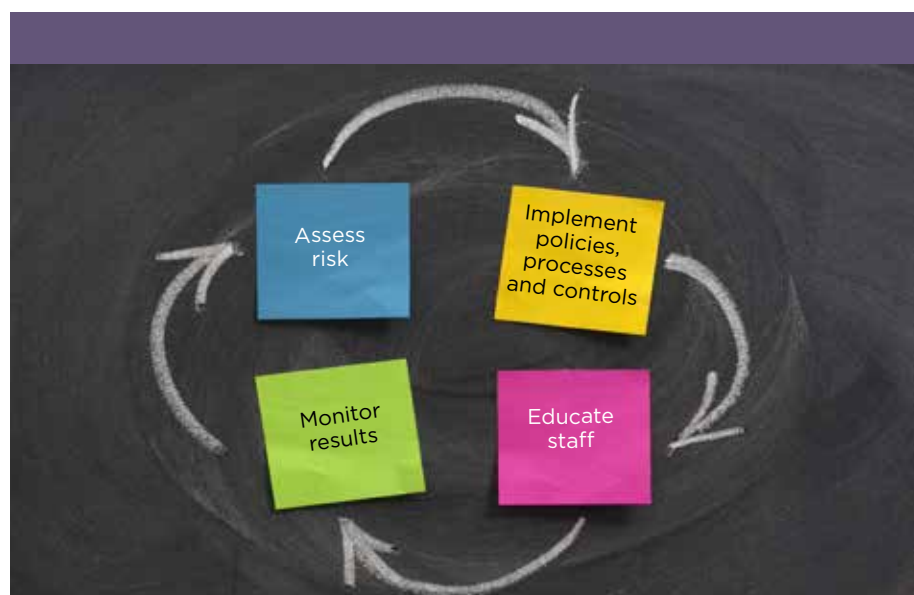 Assess
risk
Implement
policies,
processes
and controls
Monitor
results
Educate
staff